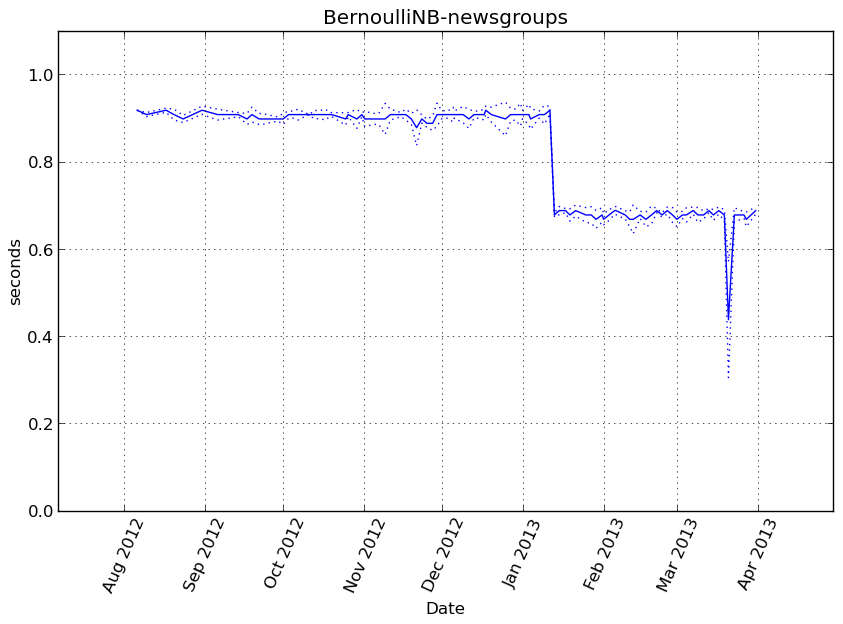 BernoulliNB-newsgroups
1.0
0.8
0.6
0.4
0.2
0.0
seconds
Aug 2012
Sep 2012
Oct 2012
Nov 2012
Dec 2012
Jan 2013
Feb 2013
Mar 2013
Apr 2013
Date